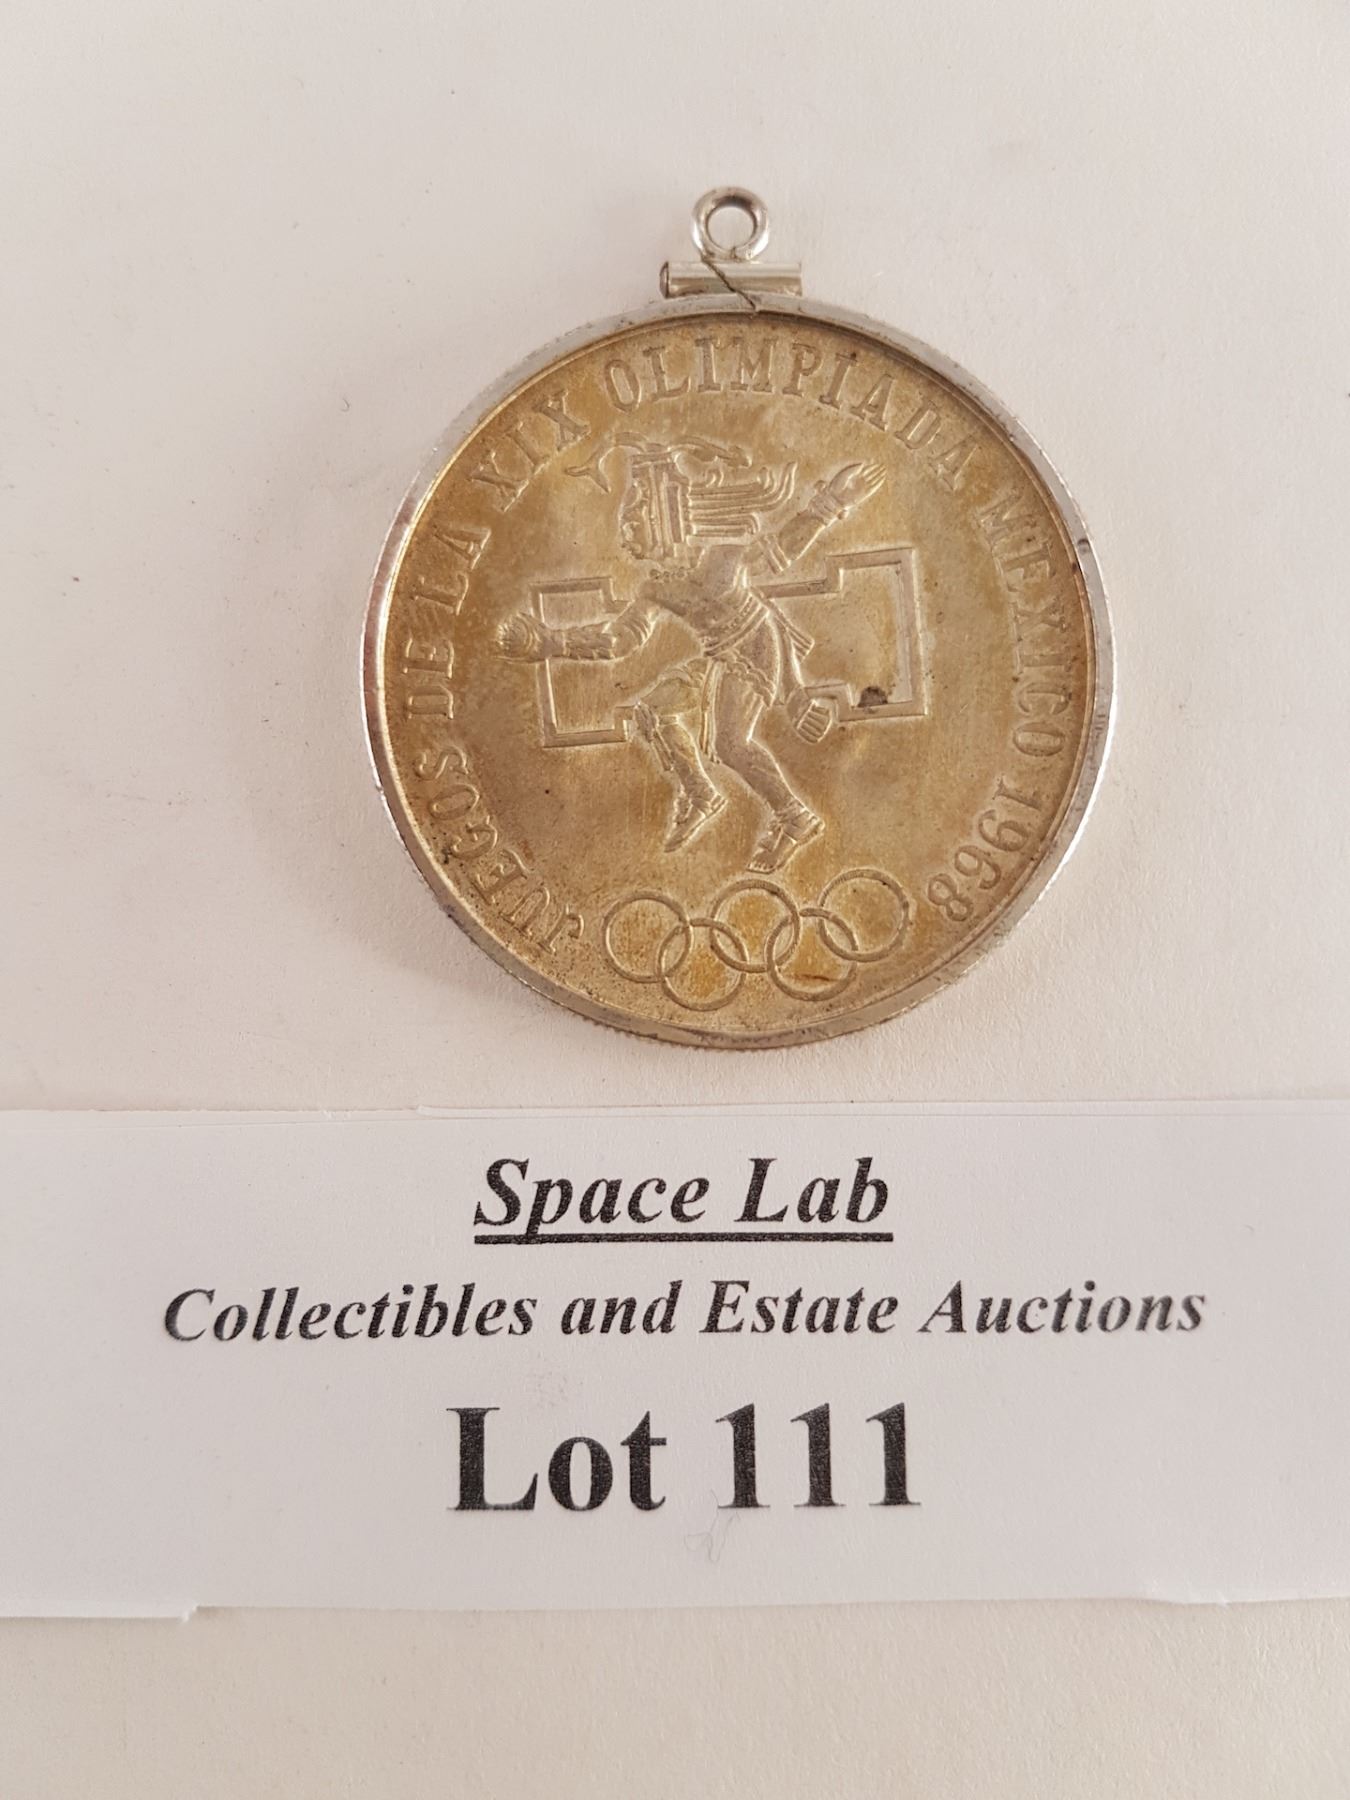 JUEGOS DE LA XIX OLIMPIADA MEXICO 1968
Space Lab
Collectibles and Estate Auctions
Lot 111